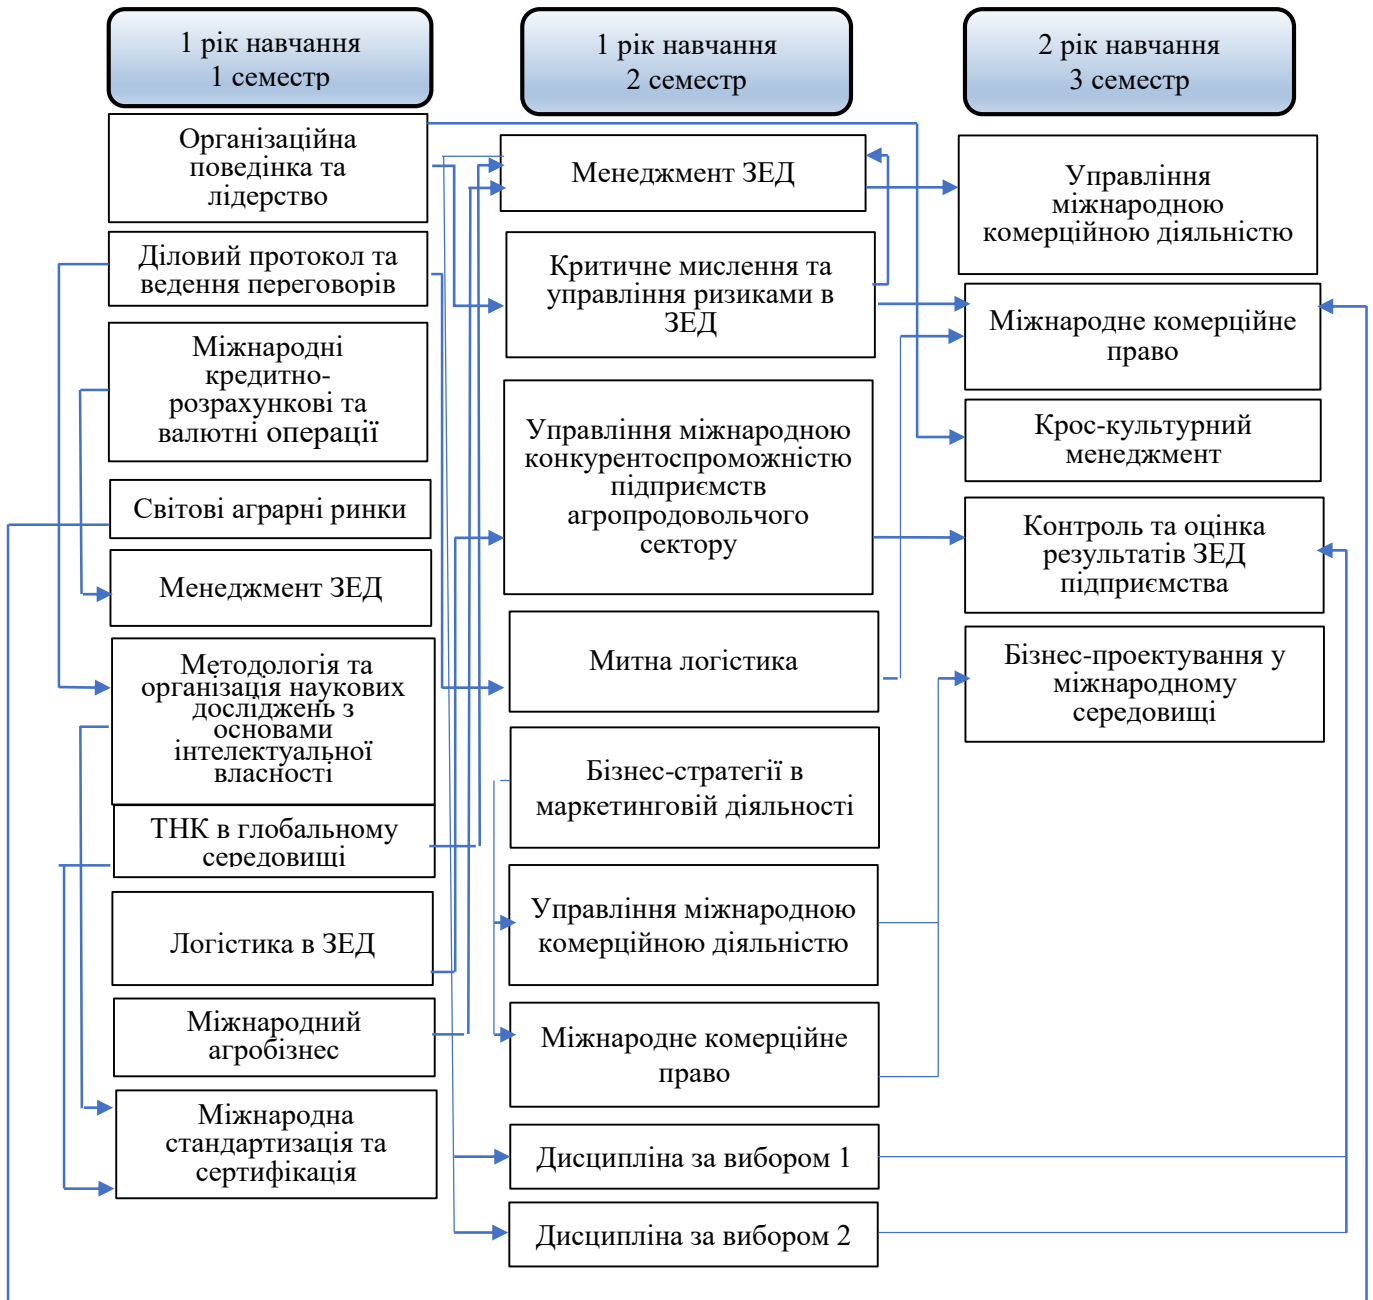 1 рік навчання
1 семестр
1 рік навчання
2 семестр
2 рік навчання
3 семестр
Організаційна
поведінка та
лідерство
Діловий протокол та
ведення переговорів
Міжнародні
кредитно-
розрахункові та
валютні операції
Світові аграрні ринки
Менеджмент ЗЕД
Методологія та
організація наукових
досліджень з
основами
інтелектуальної
власності
ТНК в глобальному
середовищі
Логістика в ЗЕД
Міжнародний
агробізнес
Міжнародна
стандартизація та
сертифікація
Менеджмент ЗЕД
Критичне мислення та
управління ризиками в
ЗЕД
Управління міжнародною
конкурентоспроможністю
підприємств
агропродовольчого
сектору
Митна логістика
Бізнес-стратегії в
маркетинговій діяльності
Управління міжнародною
комерційною діяльністю
Міжнародне комерційне
право
Дисципліна за вибором 1
Дисципліна за вибором 2
Управління
міжнародною
комерційною діяльністю
Міжнародне комерційне
право
Крос-культурний
менеджмент
Контроль та оцінка
результатів ЗЕД
підприємства
Бізнес-проектування у
міжнародному
середовищі